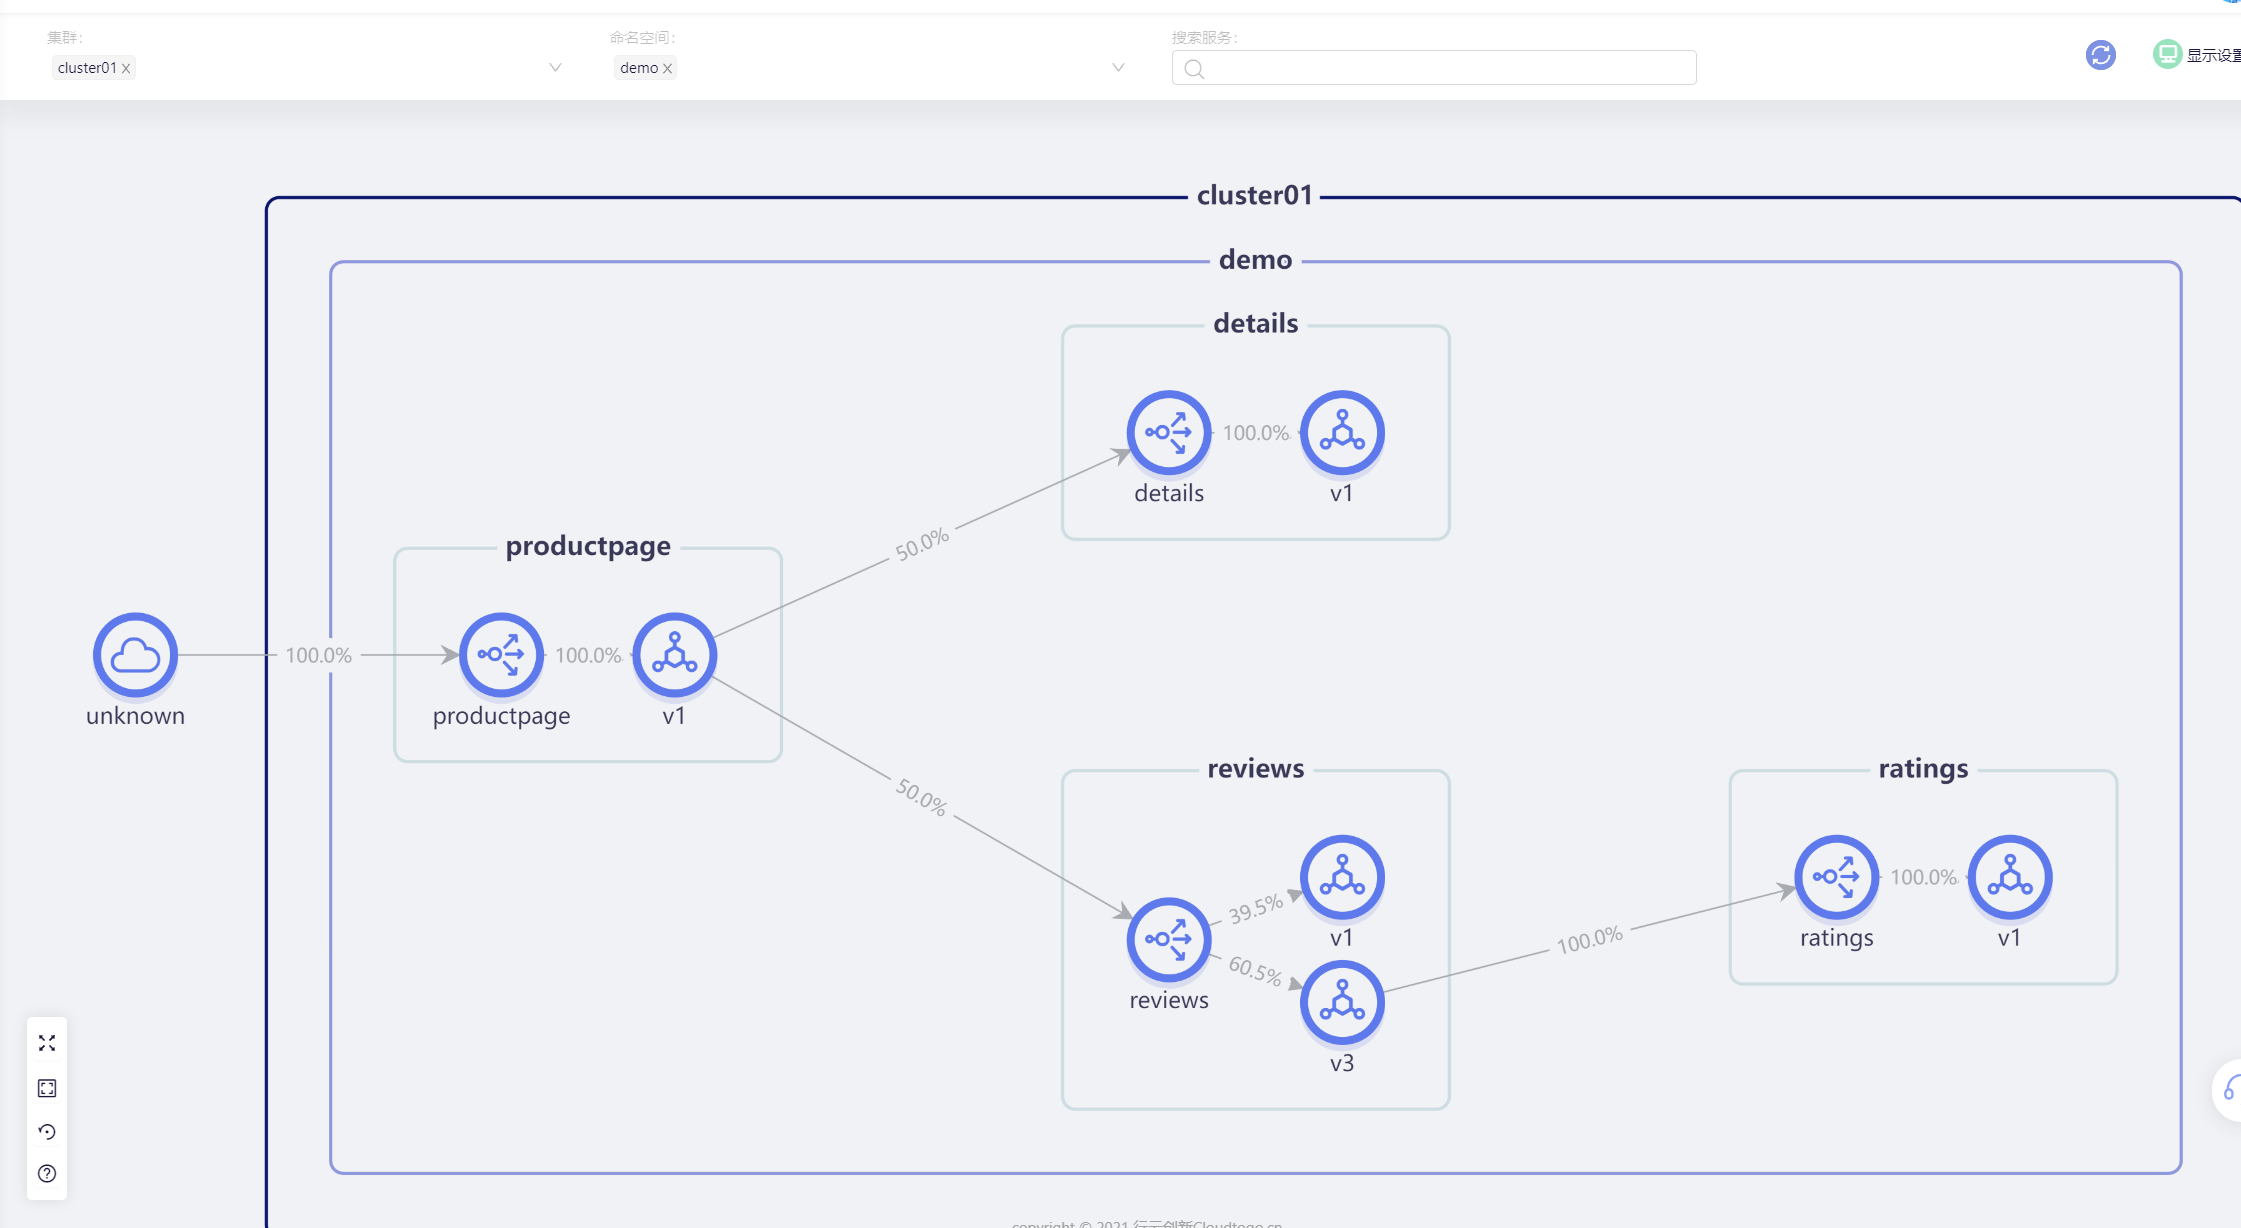 集群:
命名空间:
搜索服务:
cluster01 X
demo X
显示设置
cluster01
demo
details
100.0%
details
v1
50.0%
productpage
100.0%
100.0%
unknown
productpage
v1
50.0%
reviews
39.5%
v1
60.5%
reviews
v3
100.0%
ratings
100.0%
ratings
v1
copyright © 2021 行云创新Cloudtogo.cn